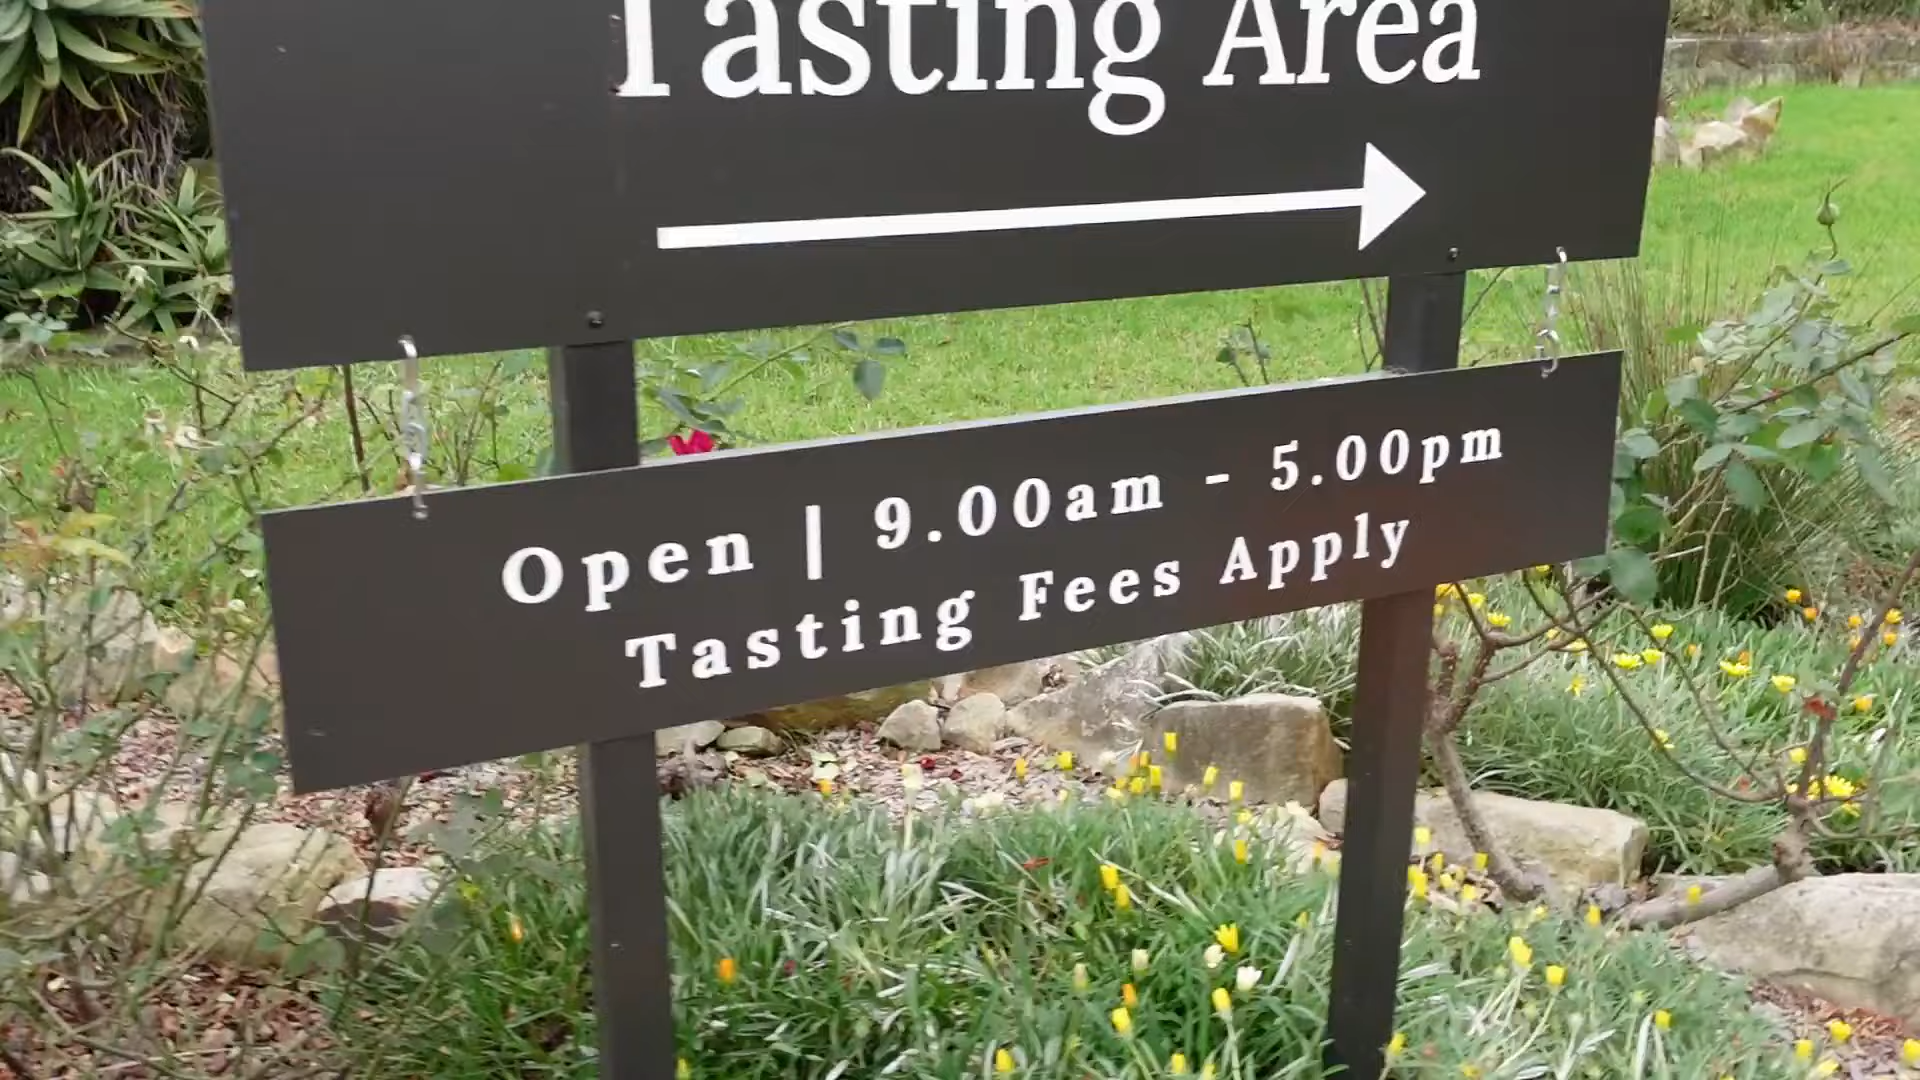 Tasting Area
Open | 9.00am - 5.00pm
Tasting Fees Apply